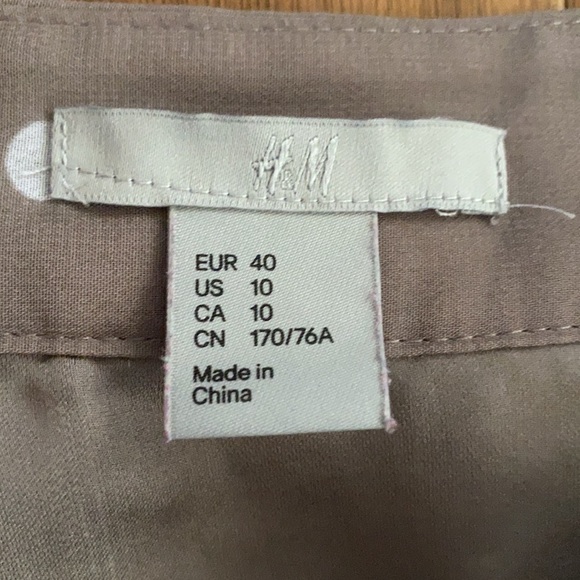 H&M
EUR 40
US 10
CA 10
CN 170/76A
Made in
China